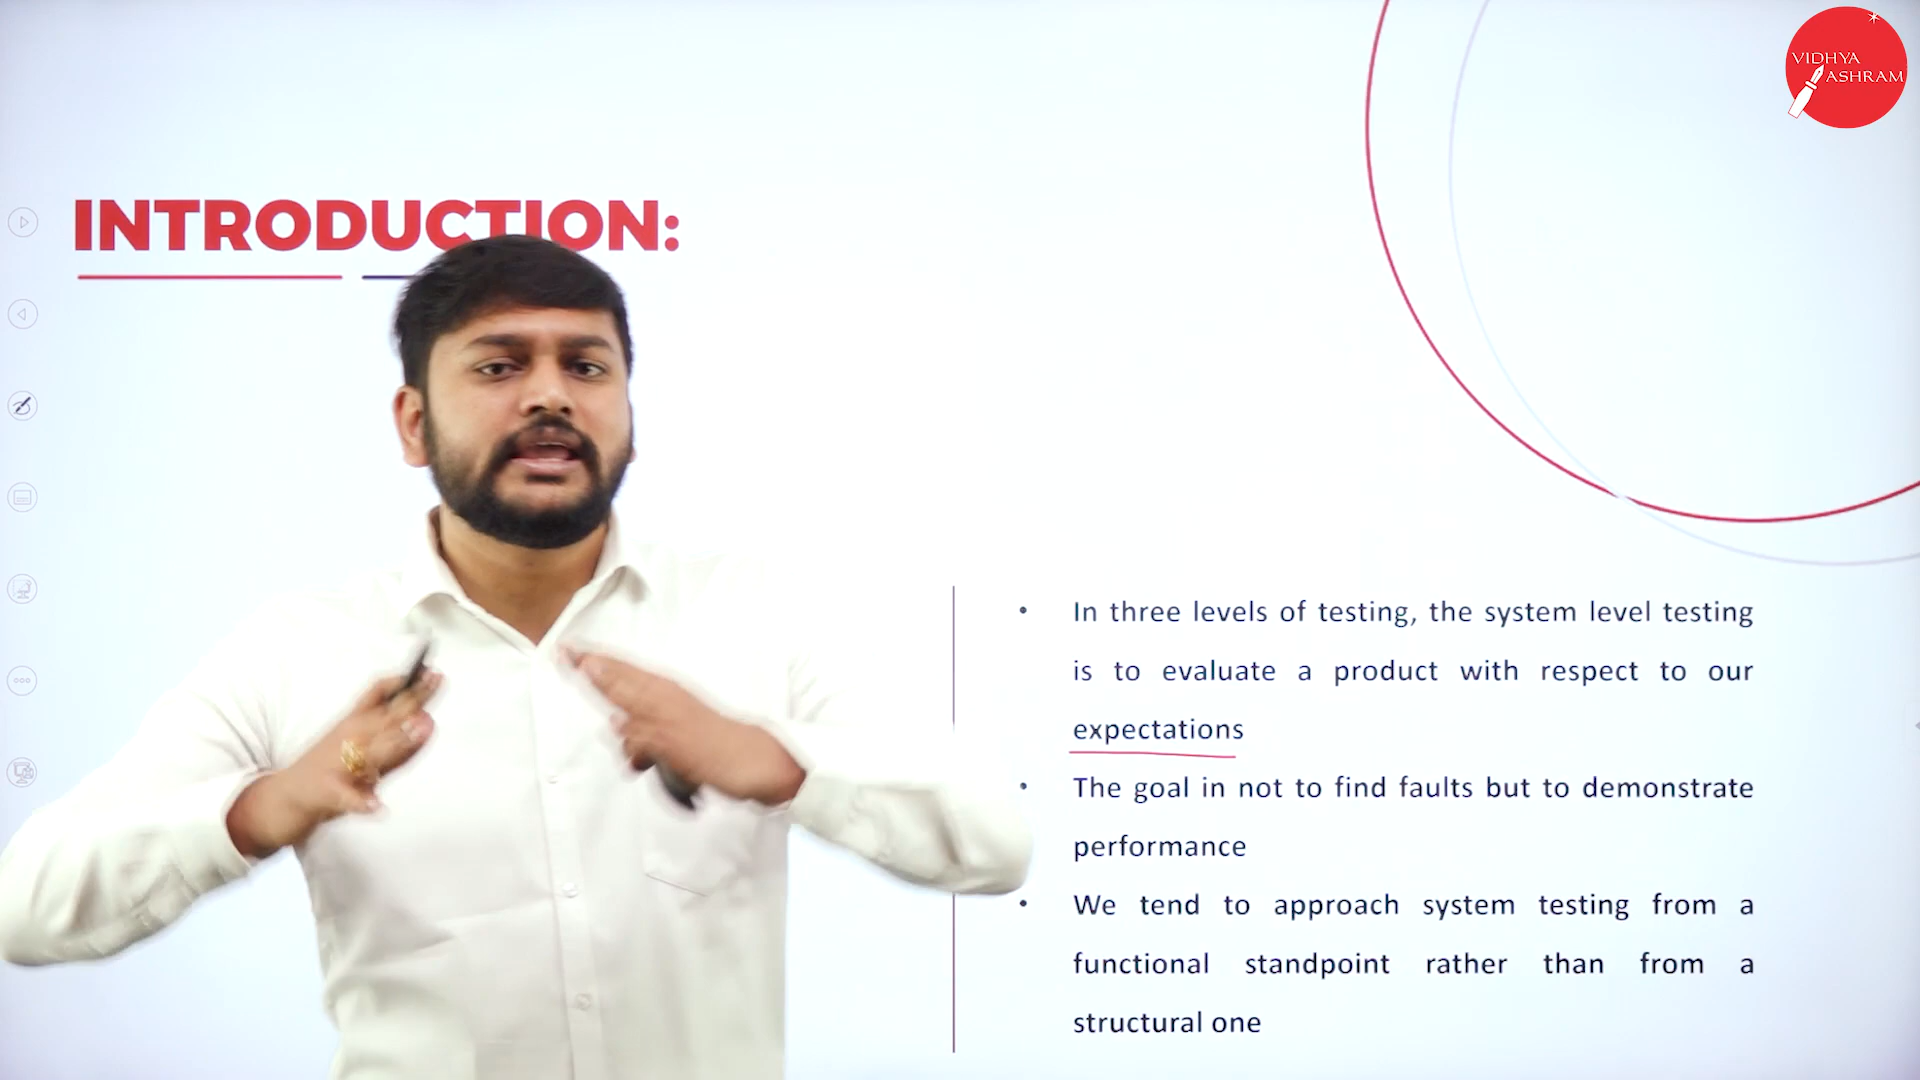 VIDHYA
ASHRAM
INTRODUCTION:
• In three levels of testing, the system level testing
is to evaluate a product with respect to our
expectations
• The goal in not to find faults but to demonstrate
performance
• We tend to approach system testing from a
functional standpoint rather than from a
structural one